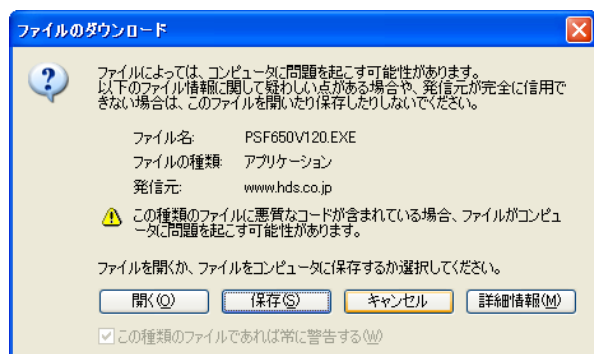 ファイルのダウンロード
ファイルによっては、コンピュータに問題を起こす可能性があります。
以下のファイル情報に関して疑わしい点がある場合や、発信元が完全に信用で
きない場合は、このファイルを開いたり保存したりしないでください。
ファイル名: PSF650V120.EXE
ファイルの種類: アプリケーション
発信元: www.hds.co.jp
この種類のファイルに悪質なコードが含まれている場合、ファイルがコンピュ
ータに問題を起こす可能性があります。
ファイルを開くか、ファイルをコンピュータに保存するか選択してください。
開く(O) 保存(S) キャンセル 詳細情報(M)
この種類のファイルであれば常に警告する(W)